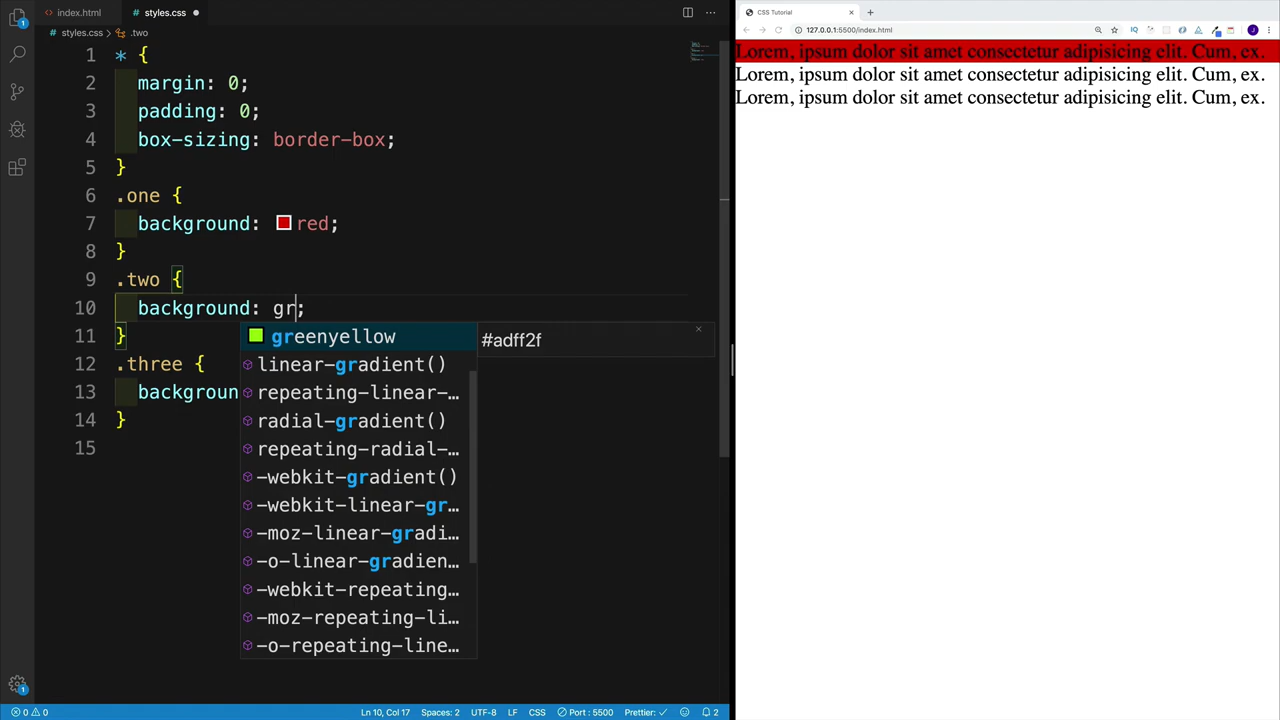 index.html
styles.css
styles.css > .two
1 * {
2 margin: 0;
3 padding: 0;
4 box-sizing: border-box;
5 }
6 .one {
7 background: red;
8 }
9 .two {
10 background: gr;
11 }
12 .three {
13 backgroun
14 }
15
greenyellow
#adff2f
linear-gradient()
repeating-linear-…
radial-gradient()
repeating-radial-…
-webkit-gradient()
-webkit-linear-gr…
-moz-linear-gradi…
-o-linear-gradien…
-webkit-repeating…
-moz-repeating-li…
-o-repeating-line…
0 0
Ln 10, Col 17
Spaces: 2
UTF-8
LF
CSS
Port : 5500
Prettier: ✓
2
CSS Tutorial
127.0.0.1:5500/index.html
Lorem, ipsum dolor sit amet consectetur adipisicing elit. Cum, ex.
Lorem, ipsum dolor sit amet consectetur adipisicing elit. Cum, ex.
Lorem, ipsum dolor sit amet consectetur adipisicing elit. Cum, ex.